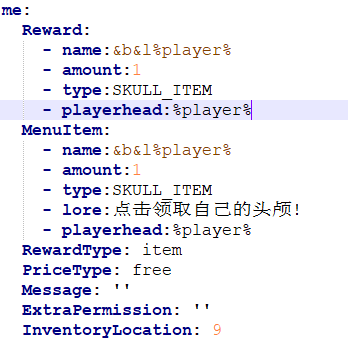 me:
Reward:
- name:&b&l%player%
- amount:1
- type:SKULL_ITEM
- playerhead:%player%
MenuItem:
- name:&b&l%player%
- amount:1
- type:SKULL_ITEM
- lore:点击领取自己的头颅!
- playerhead:%player%
RewardType: item
PriceType: free
Message: ''
ExtraPermission: ''
InventoryLocation: 9